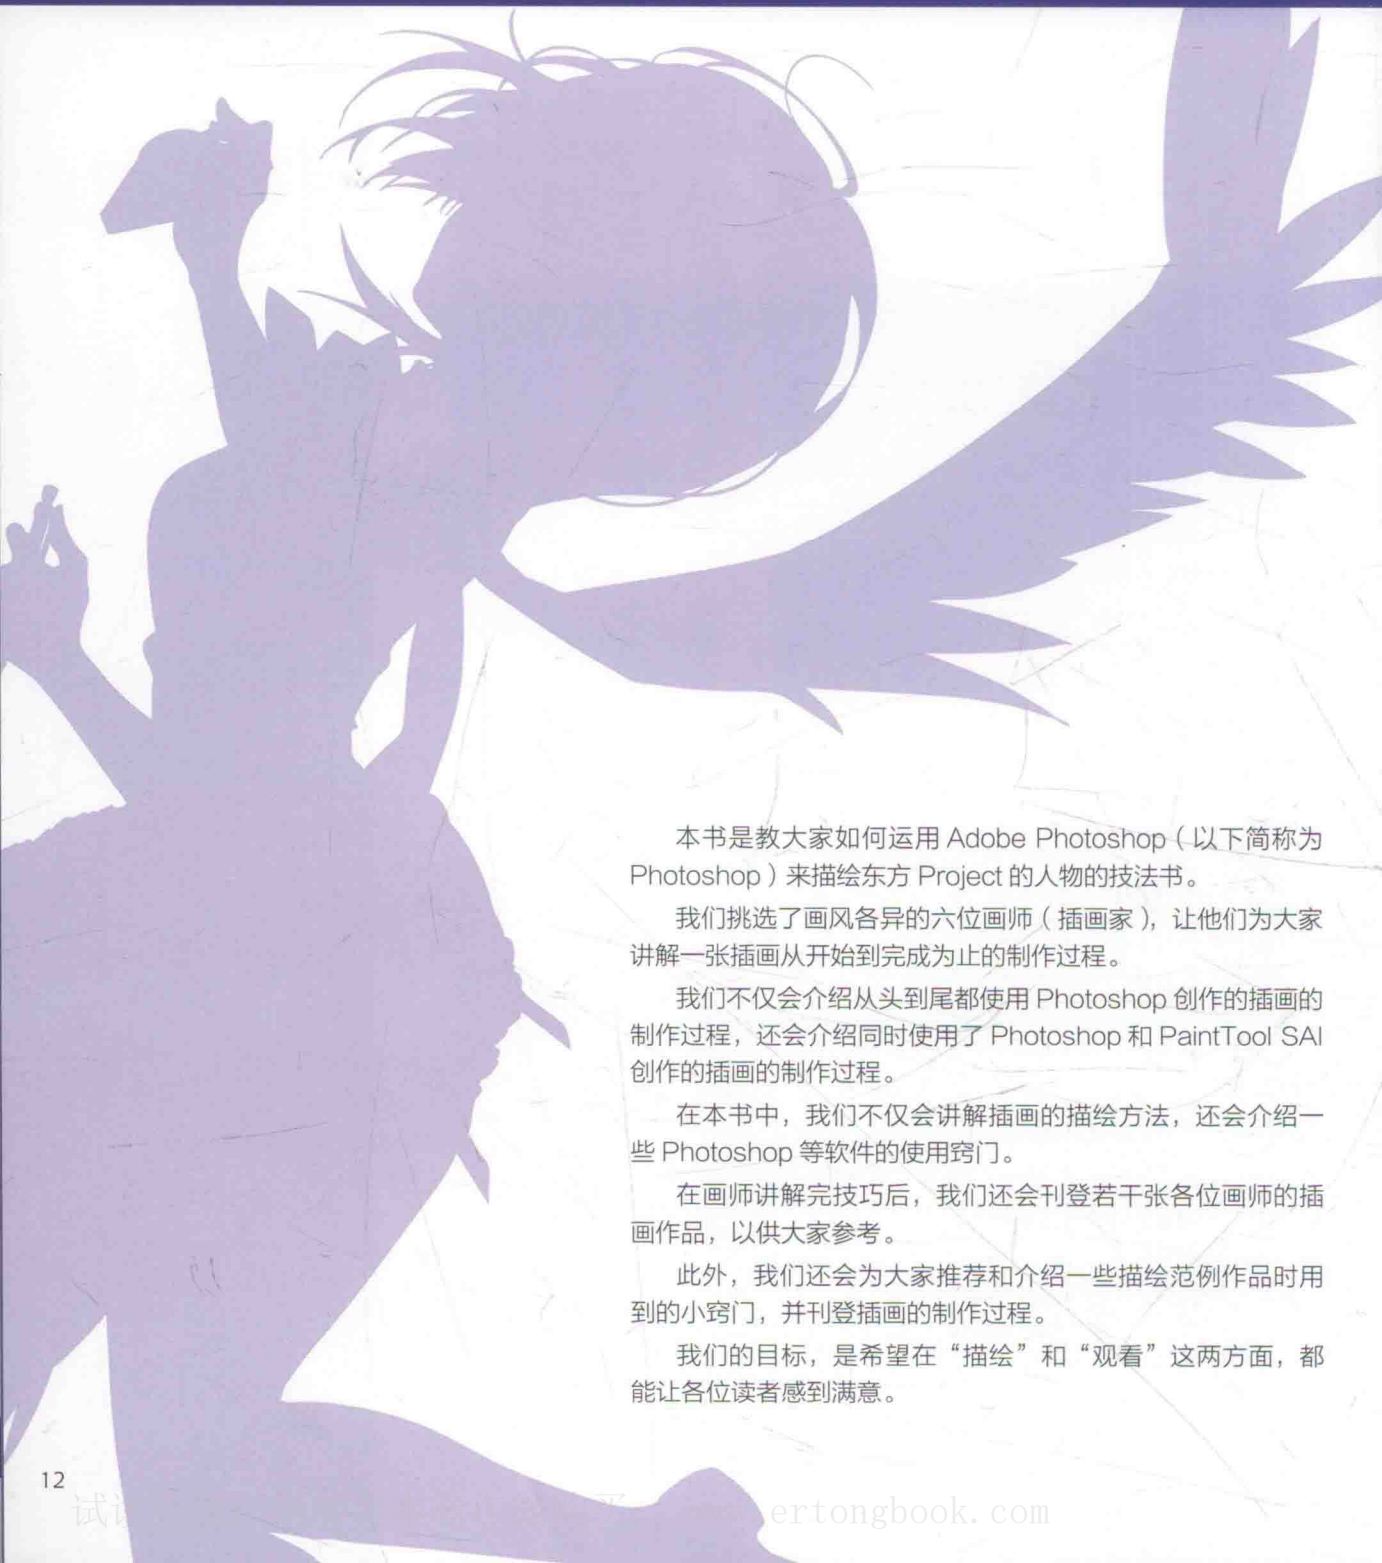 本书是教大家如何运用 Adobe Photoshop（以下简称为
Photoshop）来描绘东方 Project 的人物的技法书。
我们挑选了画风各异的六位画师（插画家），让他们为大家
讲解一张插画从开始到完成为止的制作过程。
我们不仅会介绍从头到尾都使用 Photoshop 创作的插画的
制作过程，还会介绍同时使用了 Photoshop 和 PaintTool SAI
创作的插画的制作过程。
在本书中，我们不仅会讲解插画的描绘方法，还会介绍一
些 Photoshop 等软件的使用窍门。
在画师讲解完技巧后，我们还会刊登若干张各位画师的插
画作品，以供大家参考。
此外，我们还会为大家推荐和介绍一些描绘范例作品时用
到的小窍门，并刊登插画的制作过程。
我们的目标，是希望在“描绘”和“观看”这两方面，都
能让各位读者感到满意。
12
ertongbook.com